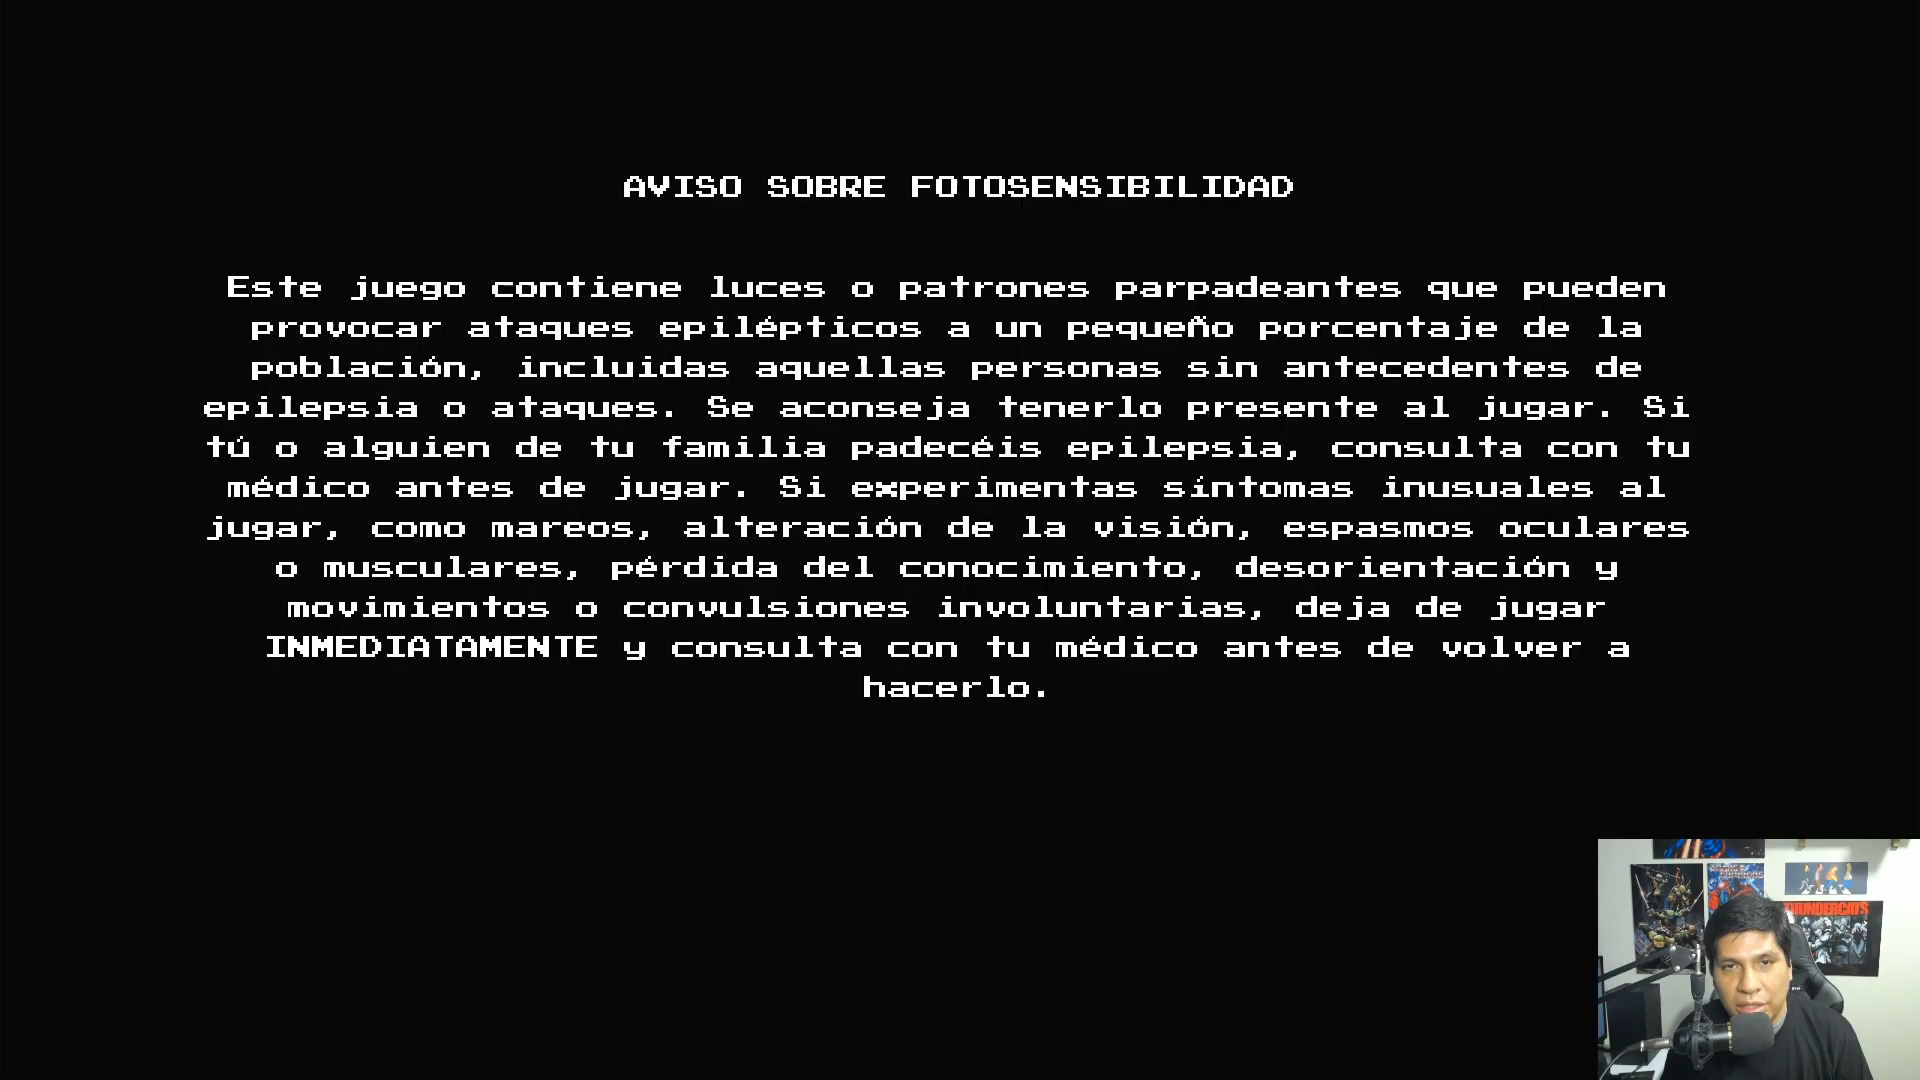 AVISO SOBRE FOTOSENSIBILIDAD
Este juego contiene luces o patrones parpadeantes que pueden
provocar ataques epilépticos a un pequeño porcentaje de la
población, incluidas aquellas personas sin antecedentes de
epilepsia o ataques. Se aconseja tenerlo presente al jugar. Si
tú o alguien de tu familia padecéis epilepsia, consulta con tu
médico antes de jugar. Si experimentas síntomas inusuales al
jugar, como mareos, alteración de la visión, espasmos oculares
o musculares, pérdida del conocimiento, desorientación y
movimientos o convulsiones involuntarias, deja de jugar
INMEDIATAMENTE y consulta con tu médico antes de volver a
hacerlo.
THUNDERCATS